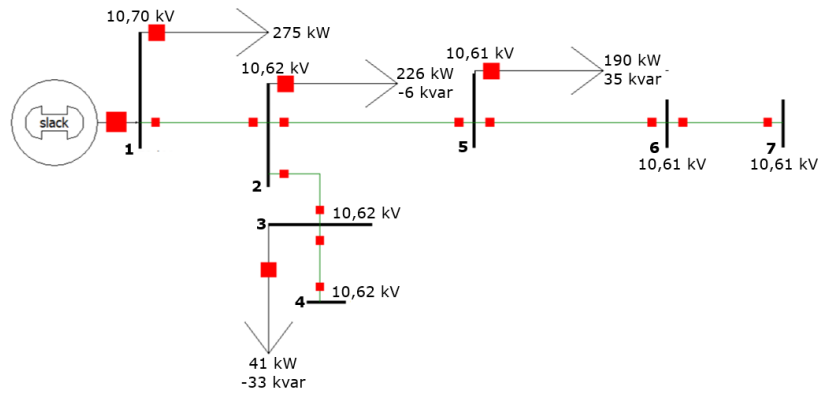 10,70 kV
275 kW
10,62 kV
226 kW
-6 kvar
10,61 kV
190 kW
35 kvar
slack
1
2
5
6
10,61 kV
7
10,61 kV
3
10,62 kV
4
10,62 kV
41 kW
-33 kvar